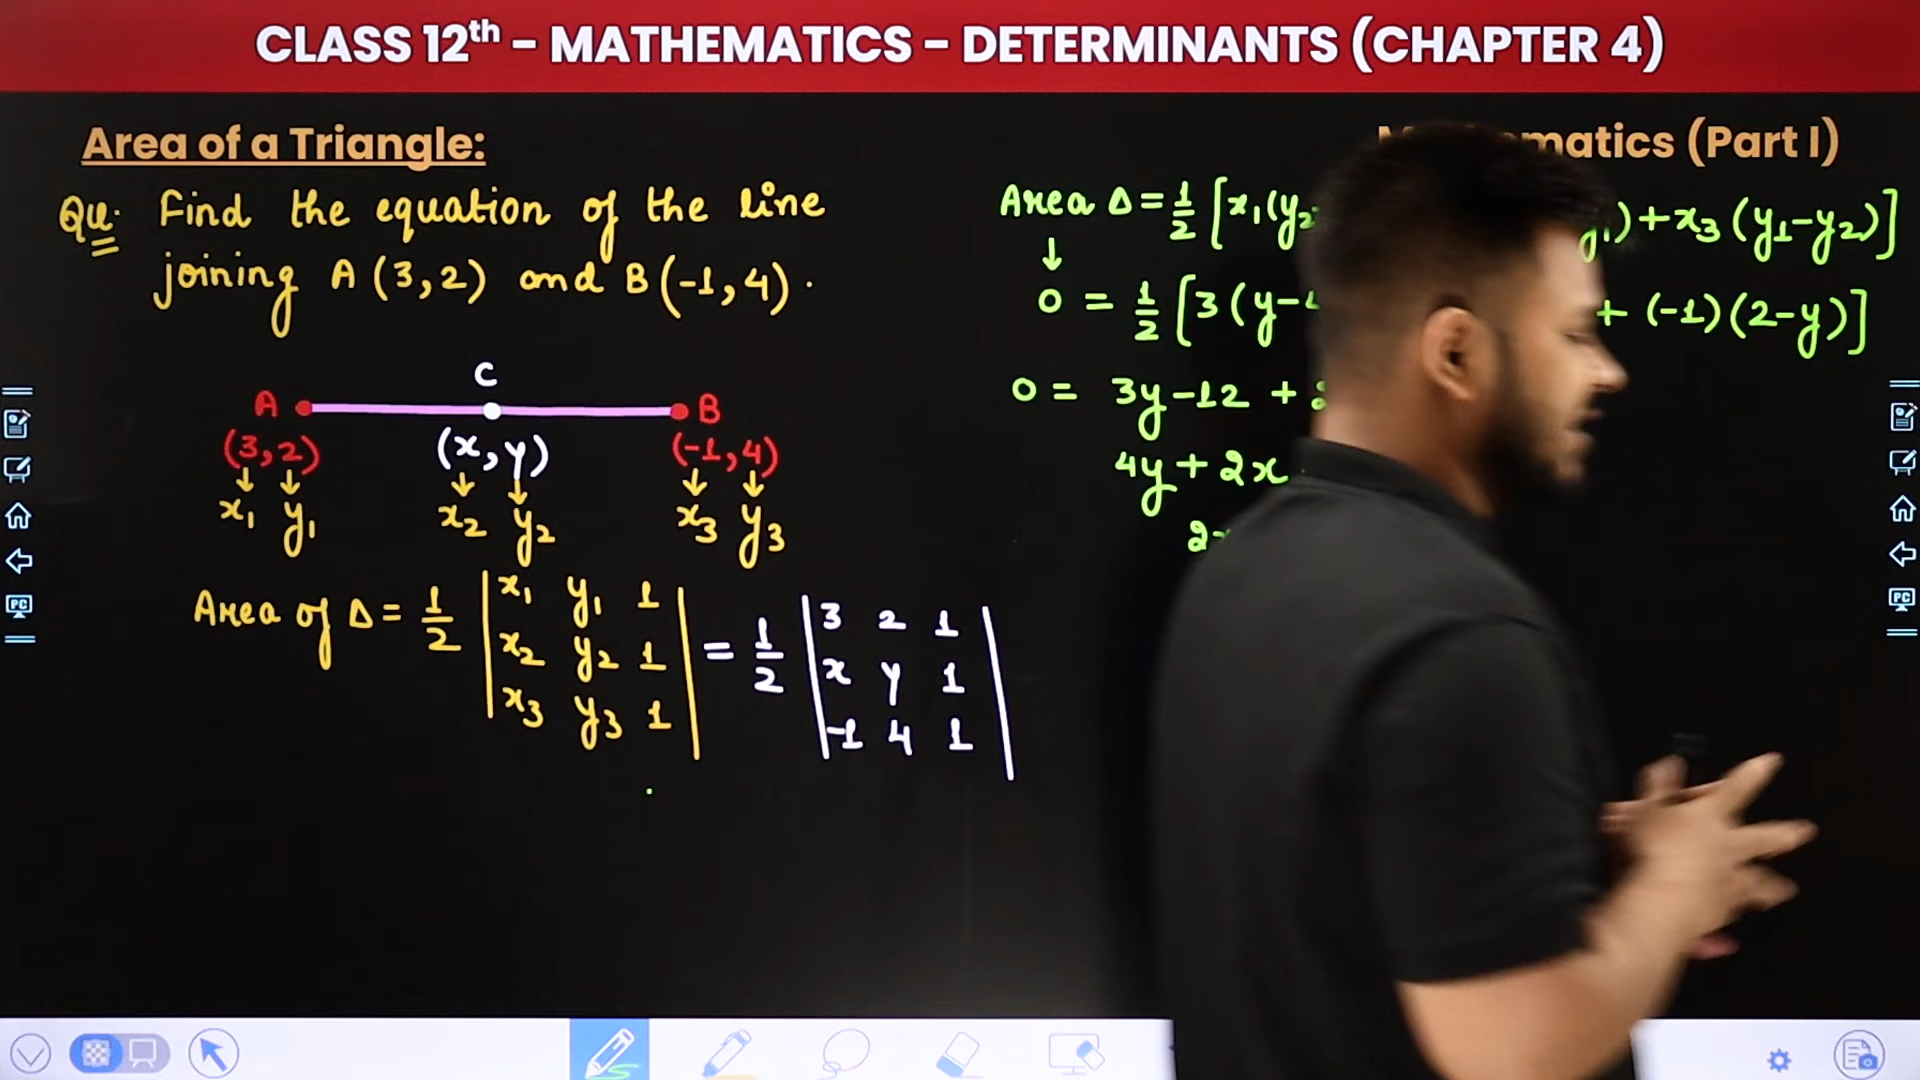 CLASS 12th - MATHEMATICS - DETERMINANTS (CHAPTER 4)
Area of a Triangle:
(Part I)
Qu. Find the equation of the line
joining A (3,2) and B (-1,4).
C
A B
(3,2) (x,y) (-1,4)
↓ ↓ ↓ ↓ ↓ ↓
x₁ y₁ x₂ y₂ x₃ y₃
Area of Δ = 1/2 | x₁ y₁ 1 | = 1/2 | 3 2 1 |
| x₂ y₂ 1 | | x y 1 |
| x₃ y₃ 1 | | -1 4 1 |
Area Δ = 1/2 [x₁(y₂ ) + x₃ (y₁-y₂)]
↓
0 = 1/2 [3 (y- + (-1)(2-y)]
0 = 3y-12 +
4y + 2x
2
PC
PC